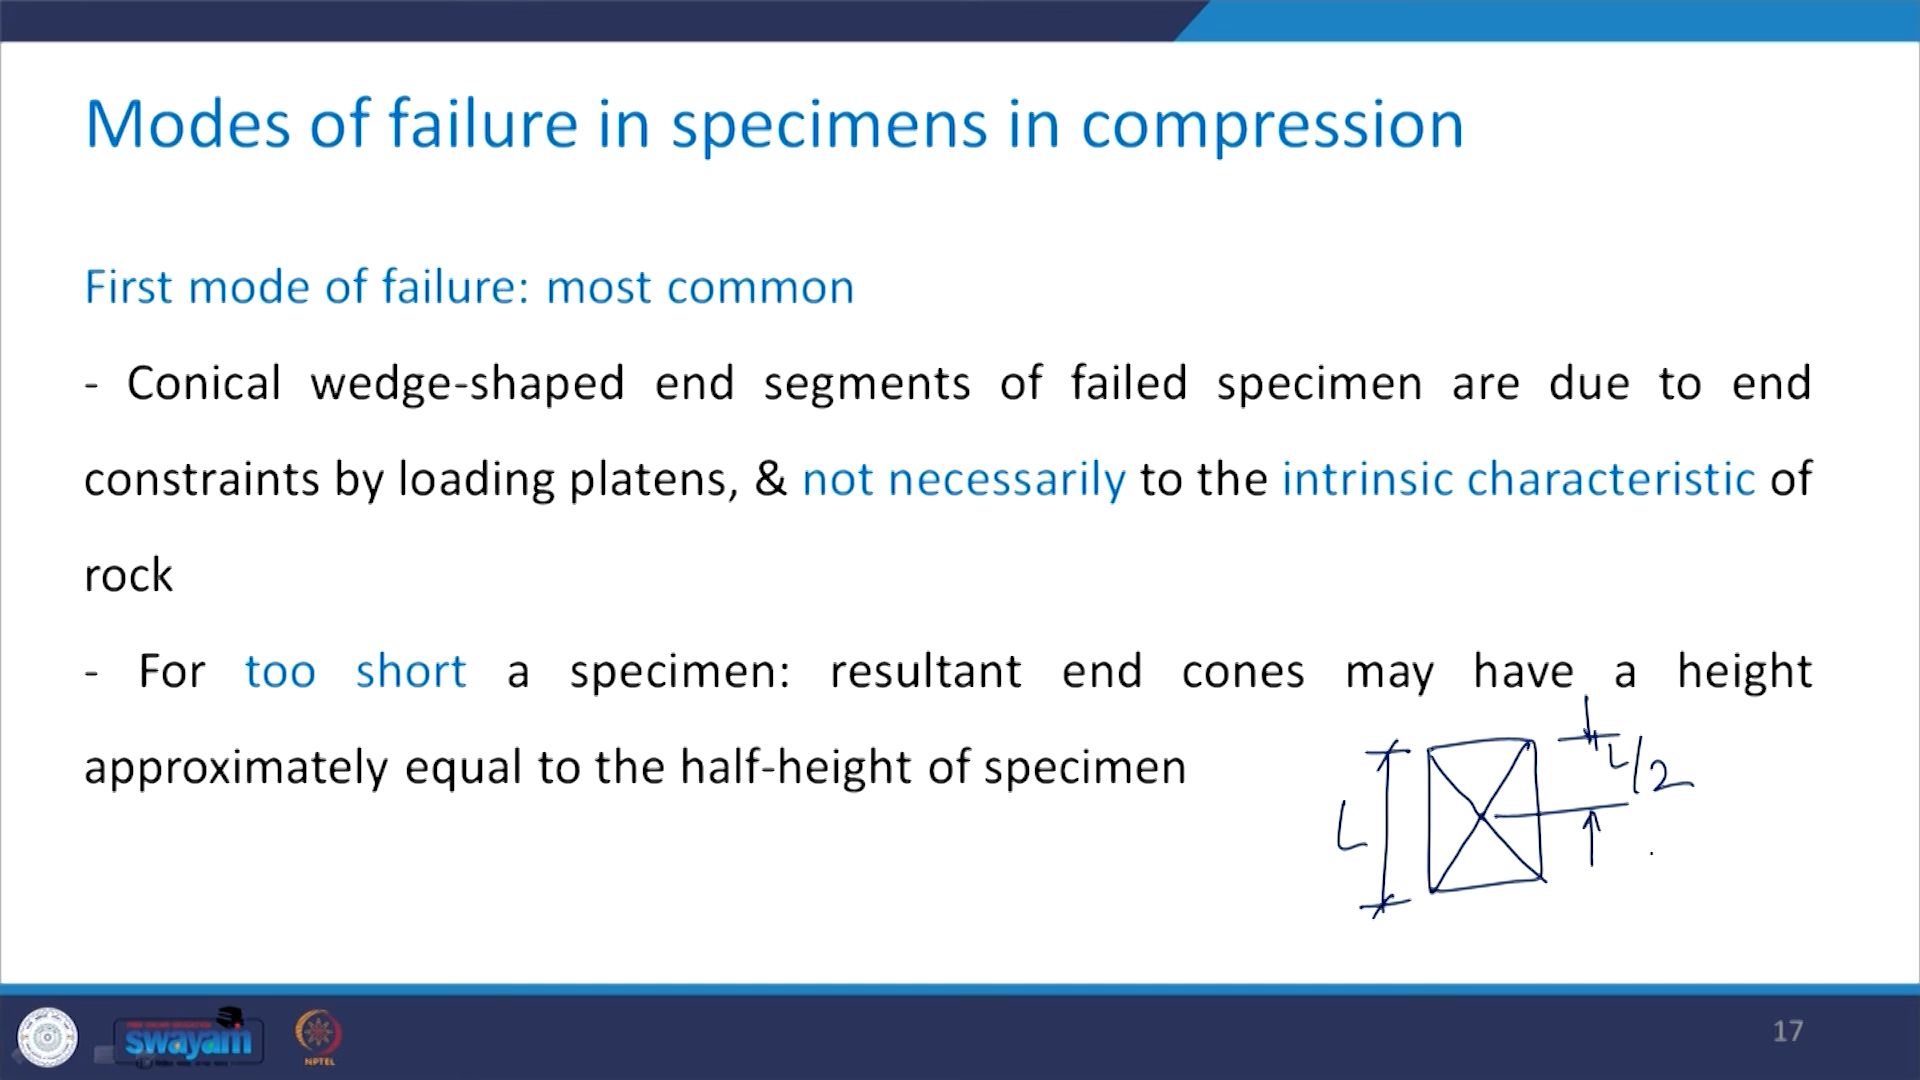 Modes of failure in specimens in compression
First mode of failure: most common
- Conical wedge-shaped end segments of failed specimen are due to end
constraints by loading platens, & not necessarily to the intrinsic characteristic of
rock
- For too short a specimen: resultant end cones may have a height
approximately equal to the half-height of specimen
L/2
L
swayam
NPTEL
17